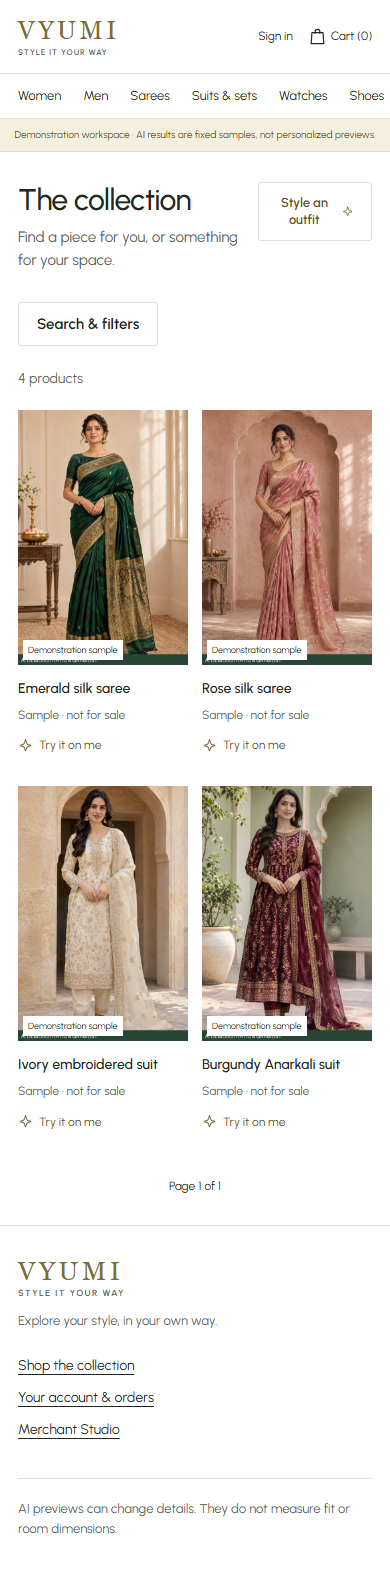 VYUMI
STYLE IT YOUR WAY
Sign in
Cart (0)
Women Men Sarees Suits & sets Watches Shoes
Demonstration workspace · AI results are fixed samples, not personalized previews.
The collection
Find a piece for you, or something
for your space.
Style an
outfit
Search & filters
4 products
Demonstration sample
Demonstration sample
Emerald silk saree
Rose silk saree
Sample · not for sale
Sample · not for sale
Try it on me
Try it on me
Demonstration sample
Demonstration sample
Ivory embroidered suit
Burgundy Anarkali suit
Sample · not for sale
Sample · not for sale
Try it on me
Try it on me
Page 1 of 1
VYUMI
STYLE IT YOUR WAY
Explore your style, in your own way.
Shop the collection
Your account & orders
Merchant Studio
AI previews can change details. They do not measure fit or
room dimensions.